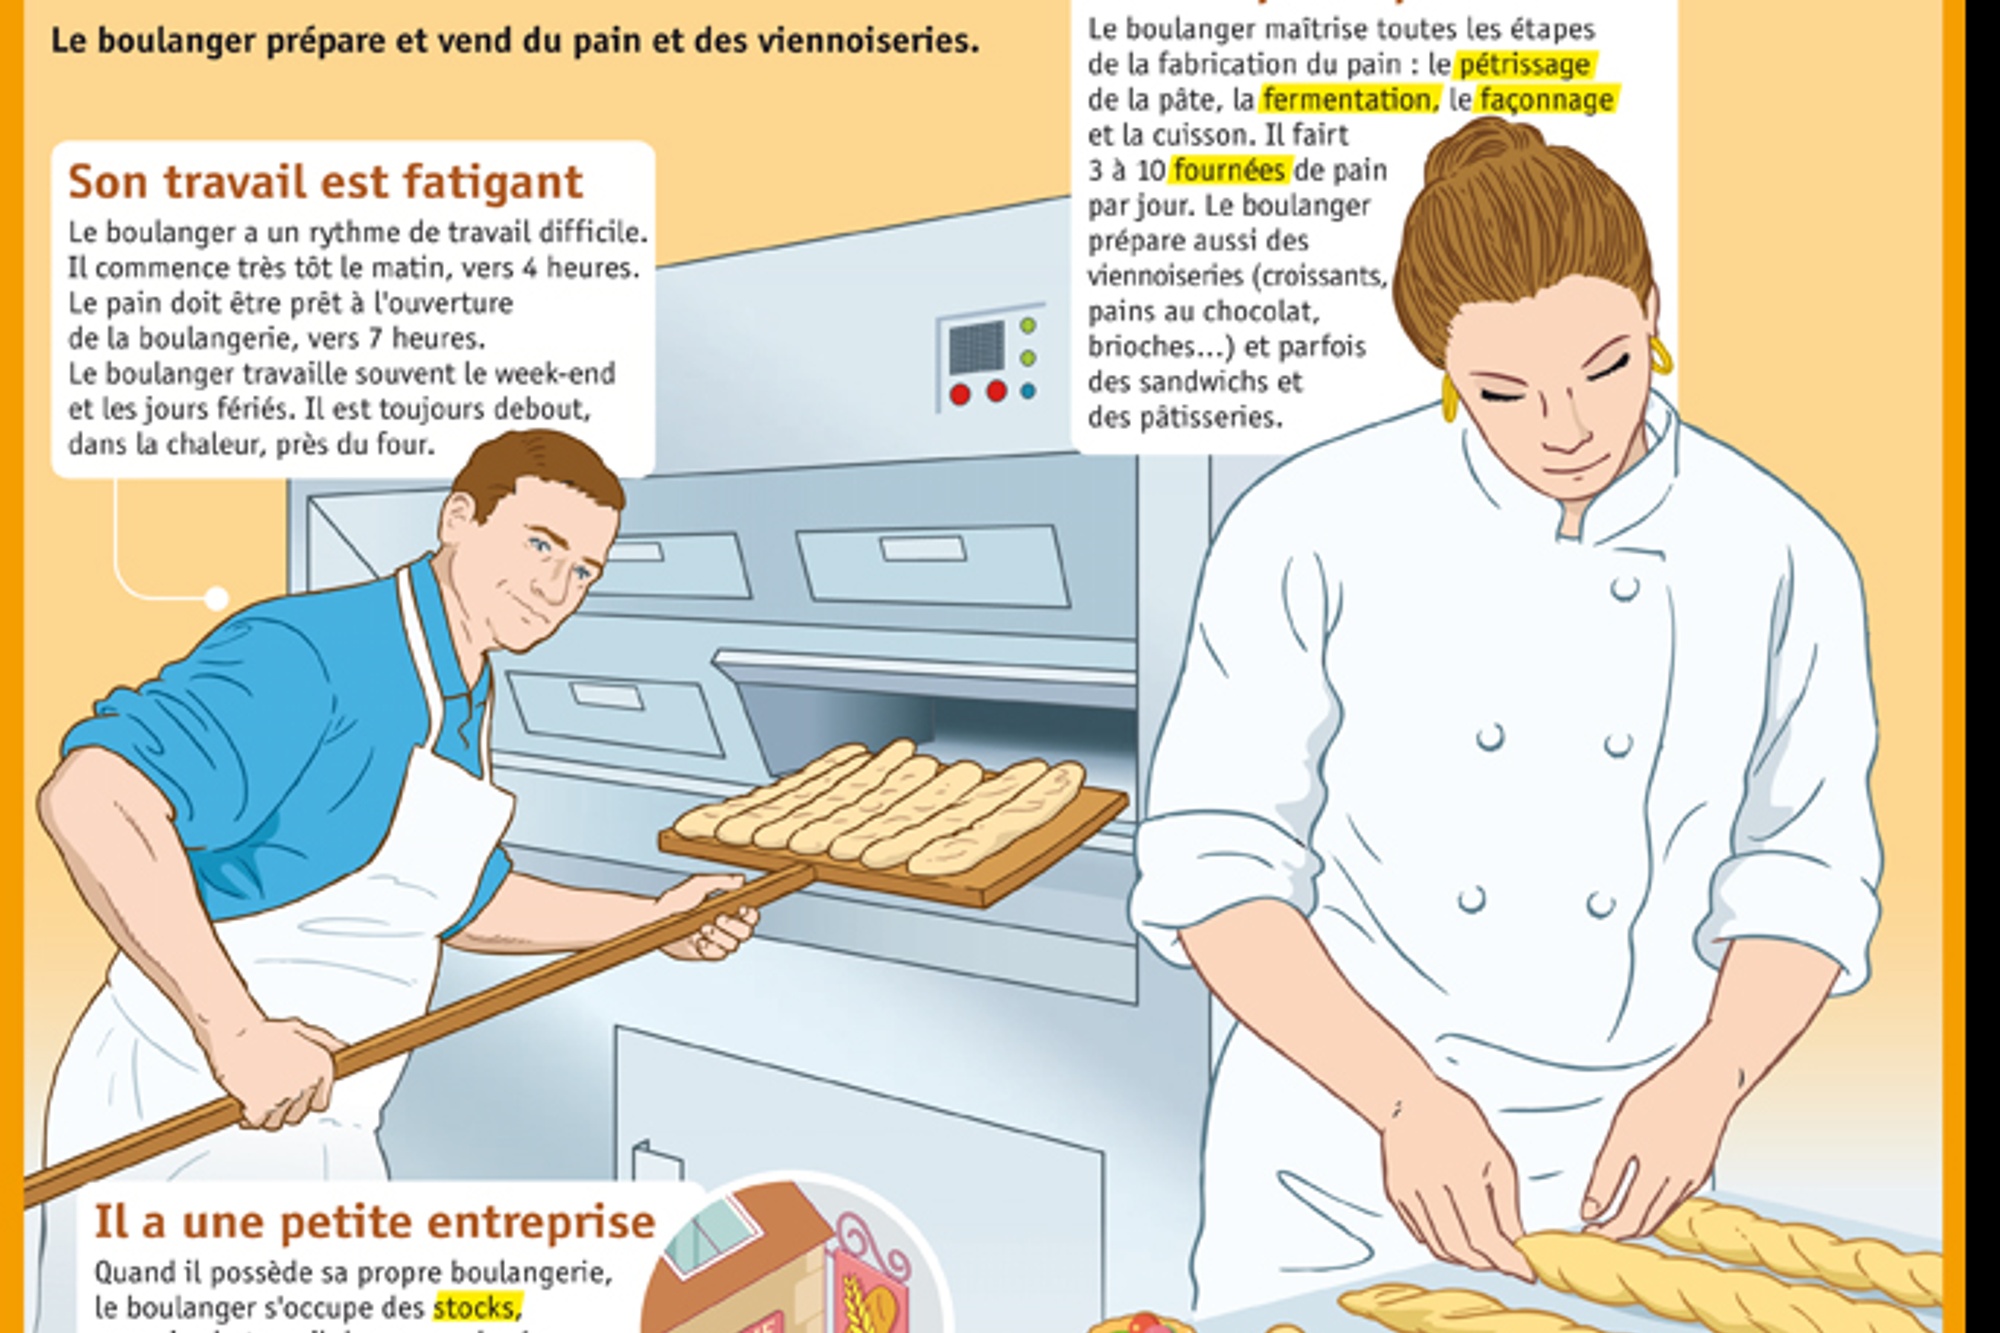 Le boulanger prépare et vend du pain et des viennoiseries.
Son travail est fatigant
Le boulanger a un rythme de travail difficile.
Il commence très tôt le matin, vers 4 heures.
Le pain doit être prêt à l'ouverture
de la boulangerie, vers 7 heures.
Le boulanger travaille souvent le week-end
et les jours fériés. Il est toujours debout,
dans la chaleur, près du four.
Le boulanger maîtrise toutes les étapes
de la fabrication du pain : le pétrissage
de la pâte, la fermentation, le façonnage
et la cuisson. Il fairt
3 à 10 fournées de pain
par jour. Le boulanger
prépare aussi des
viennoiseries (croissants,
pains au chocolat,
brioches...) et parfois
des sandwichs et
des pâtisseries.
Il a une petite entreprise
Quand il possède sa propre boulangerie,
le boulanger s'occupe des stocks,